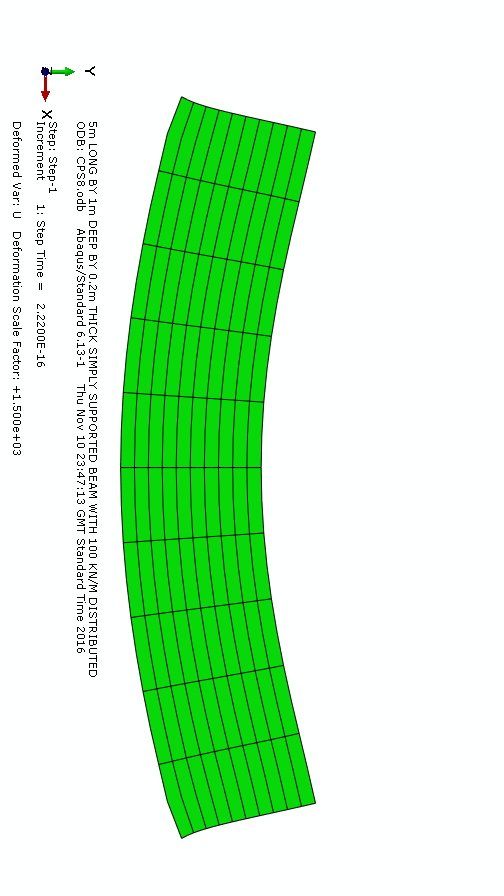 Y
X
5m LONG BY 1m DEEP BY 0.2m THICK SIMPLY SUPPORTED BEAM WITH 100 KN/M DISTRIBUTED
ODB: CPS8.odb Abaqus/Standard 6.13-1 Thu Nov 10 23:47:13 GMT Standard Time 2016
Step: Step-1
Increment 1: Step Time = 2.2200E-16
Deformed Var: U Deformation Scale Factor: +1.500e+03